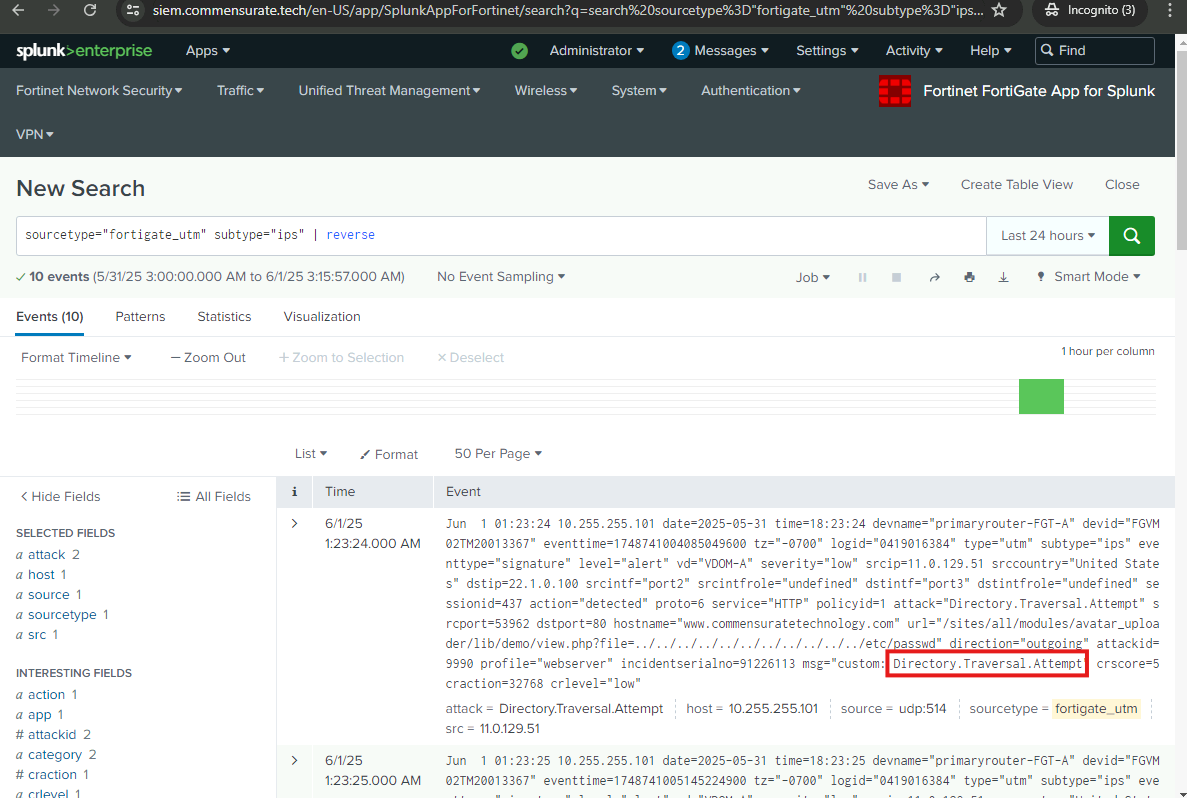 siem.commensurate.tech/en-US/app/SplunkAppForFortinet/search?q=search%20sourcetype%3D"fortigate_utm"%20subtype%3D"ips...
Incognito (3)
splunk>enterprise Apps Administrator 2 Messages Settings Activity Help Find
Fortinet Network Security Traffic Unified Threat Management Wireless System Authentication Fortinet FortiGate App for Splunk
VPN
New Search
Save As Create Table View Close
sourcetype="fortigate_utm" subtype="ips" | reverse
Last 24 hours
✓ 10 events (5/31/25 3:00:00.000 AM to 6/1/25 3:15:57.000 AM) No Event Sampling Job Smart Mode
Events (10) Patterns Statistics Visualization
Format Timeline — Zoom Out + Zoom to Selection × Deselect 1 hour per column
List Format 50 Per Page
< Hide Fields All Fields
i Time Event
SELECTED FIELDS
a attack 2
a host 1
a source 1
a sourcetype 1
a src 1
INTERESTING FIELDS
a action 1
a app 1
# attackid 2
a category 2
# craction 1
a crlevel 1
> 6/1/25
1:23:24.000 AM
Jun 1 01:23:24 10.255.255.101 date=2025-05-31 time=18:23:24 devname="primaryrouter-FGT-A" devid="FGVM
02TM20013367" eventtime=1748741004085049600 tz="-0700" logid="0419016384" type="utm" subtype="ips" eve
nttype="signature" level="alert" vd="VDOM-A" severity="low" srcip=11.0.129.51 srccountry="United State
s" dstip=22.1.0.100 srcintf="port2" srcintfrole="undefined" dstintf="port3" dstintfrole="undefined" se
ssionid=437 action="detected" proto=6 service="HTTP" policyid=1 attack="Directory.Traversal.Attempt" s
rcport=53962 dstport=80 hostname="www.commensuratetechnology.com" url="/sites/all/modules/avatar_uploa
der/lib/demo/view.php?file=../../../../../../../../../../../etc/passwd" direction="outgoing" attackid=
9990 profile="webserver" incidentserialno=91226113 msg="custom: Directory.Traversal.Attempt" crscore=5
craction=32768 crlevel="low"
attack = Directory.Traversal.Attempt host = 10.255.255.101 source = udp:514 sourcetype = fortigate_utm
src = 11.0.129.51
> 6/1/25
1:23:25.000 AM
Jun 1 01:23:25 10.255.255.101 date=2025-05-31 time=18:23:25 devname="primaryrouter-FGT-A" devid="FGVM
02TM20013367" eventtime=1748741005145224900 tz="-0700" logid="0419016384" type="utm" subtype="ips" eve